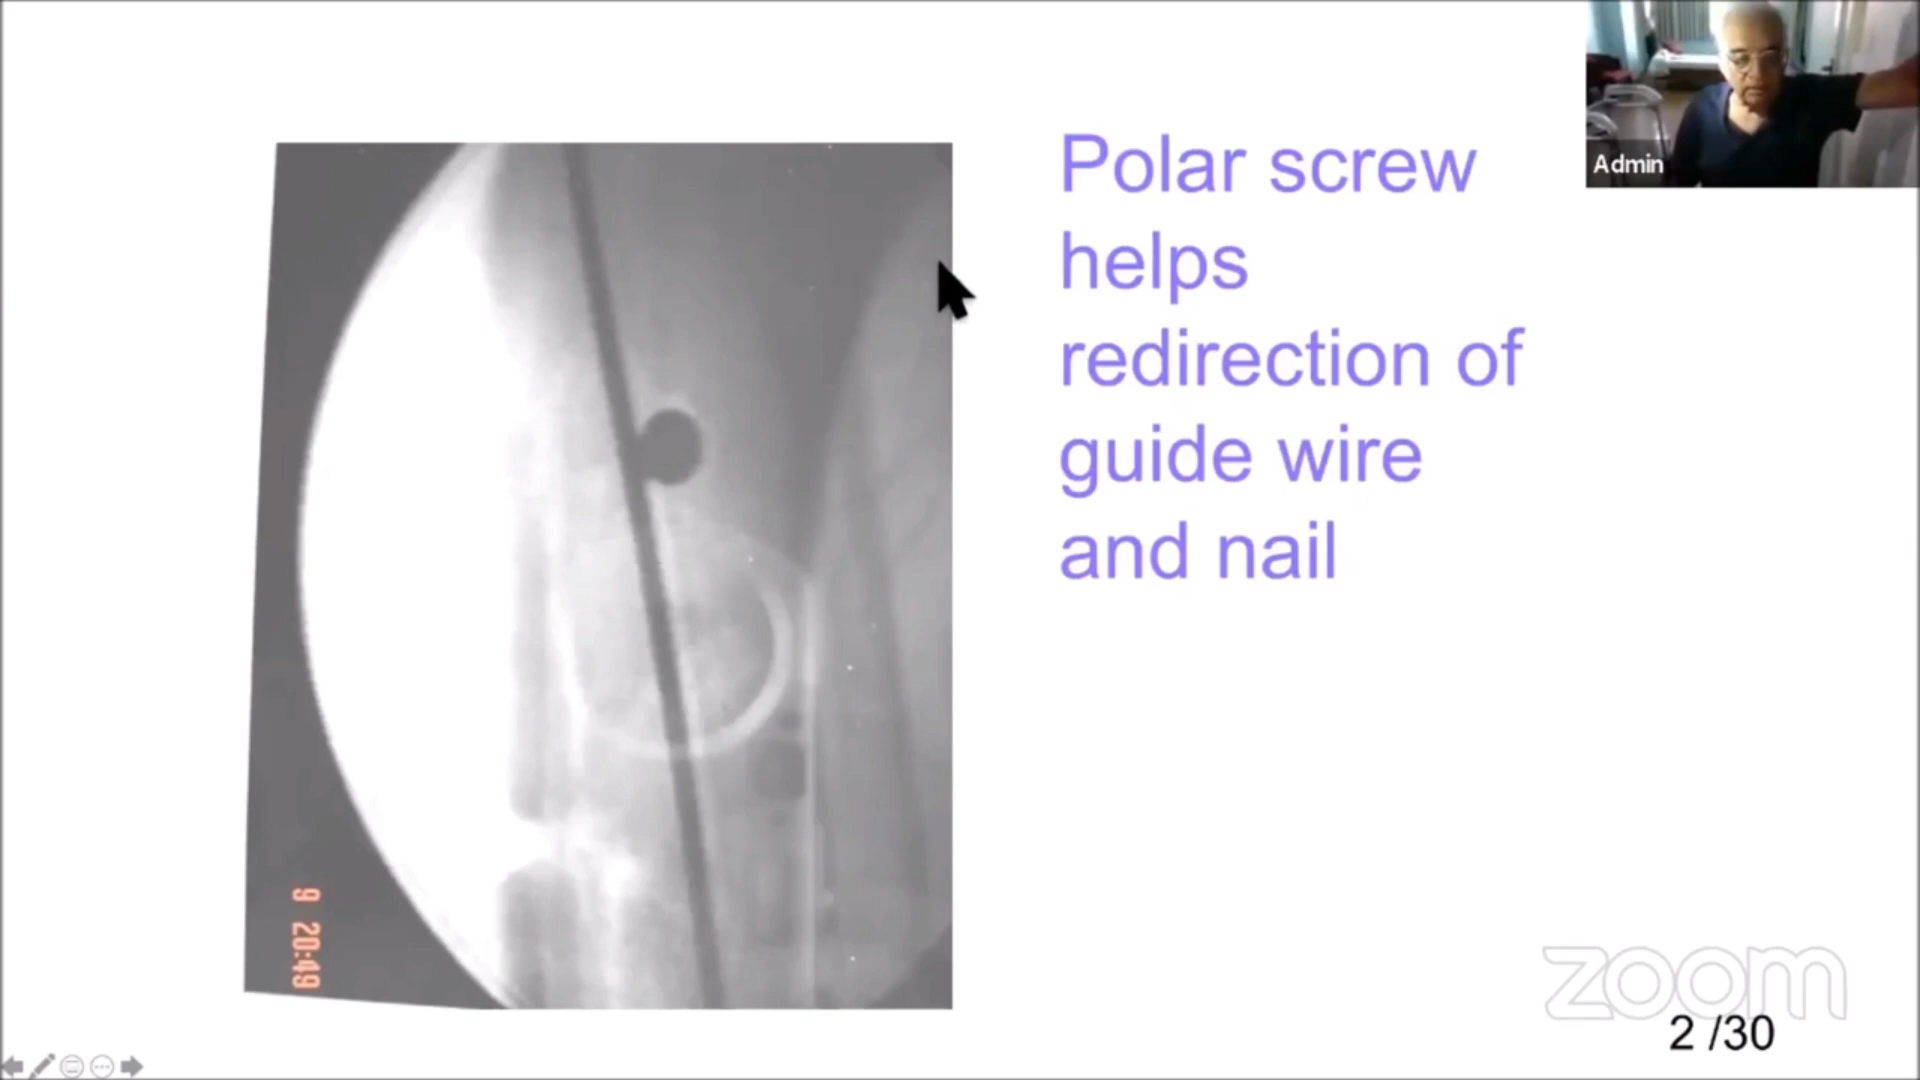 Polar screw
helps
redirection of
guide wire
and nail
Admin
9 20:49
zoom
2 /30